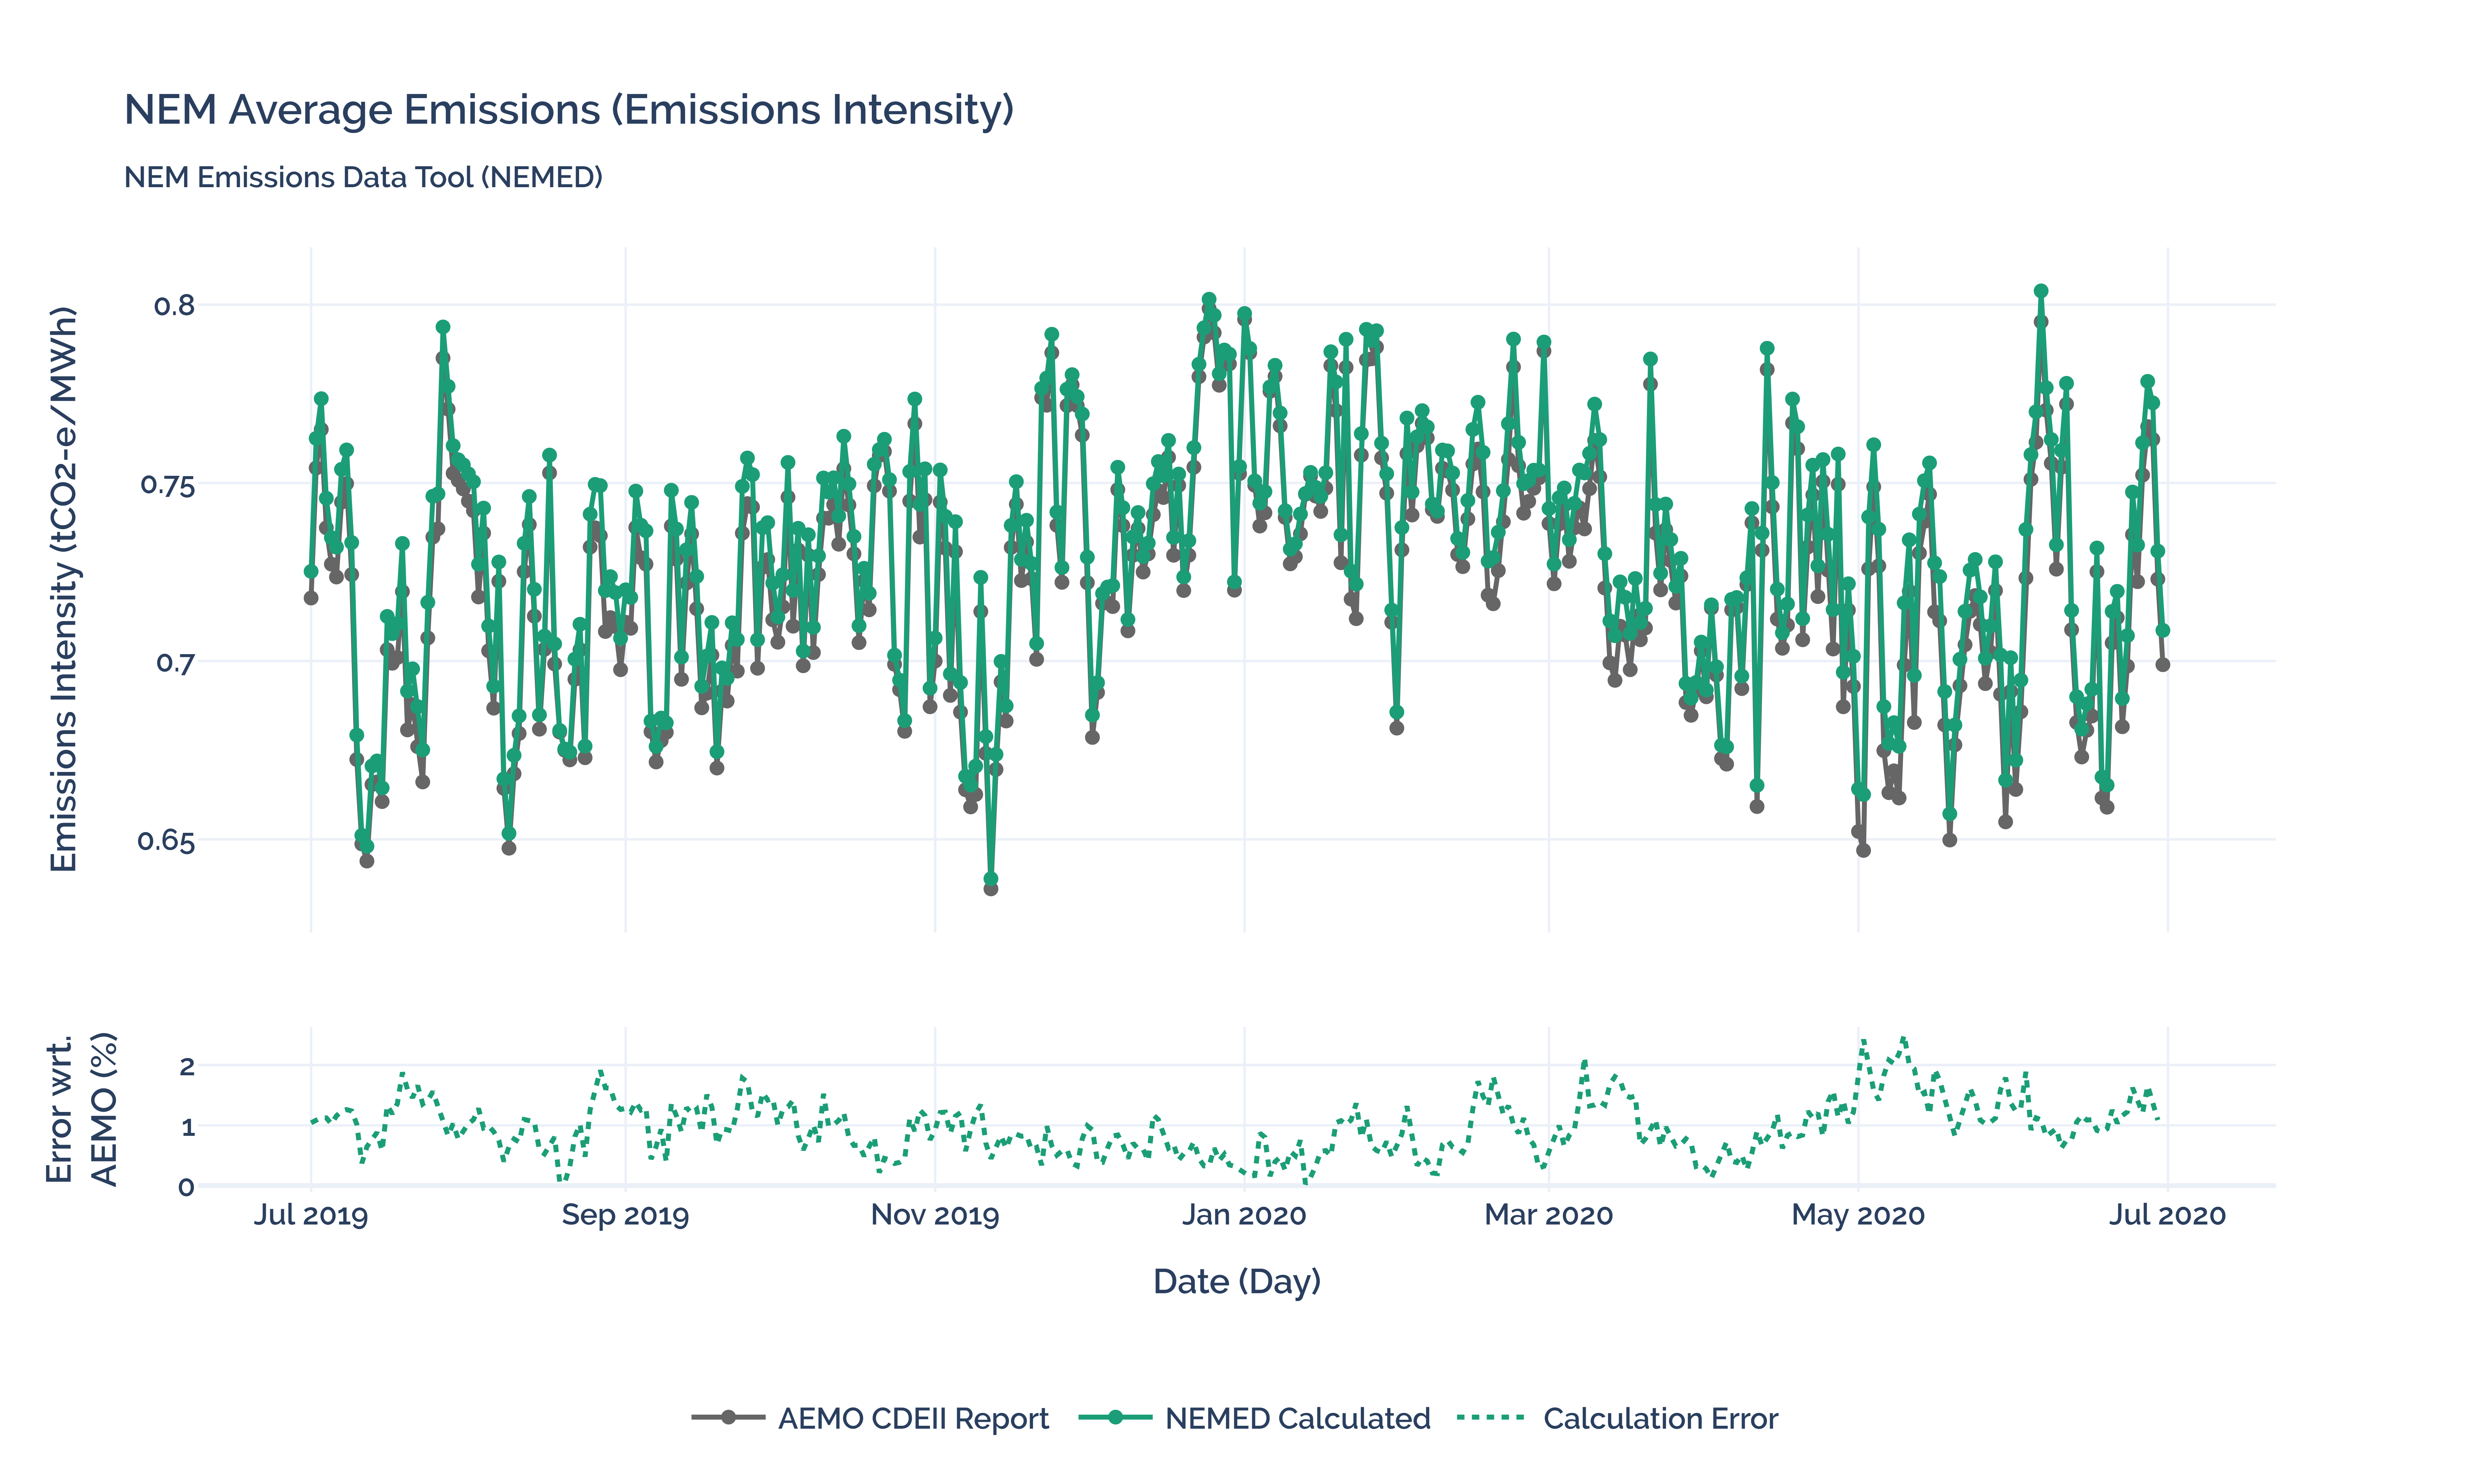 NEM Average Emissions (Emissions Intensity)
NEM Emissions Data Tool (NEMED)
Emissions Intensity (tCO2-e/MWh)
0.8
0.75
0.7
0.65
Error wrt.
AEMO (%)
2
1
0
Jul 2019
Sep 2019
Nov 2019
Jan 2020
Mar 2020
May 2020
Jul 2020
Date (Day)
AEMO CDEII Report
NEMED Calculated
Calculation Error